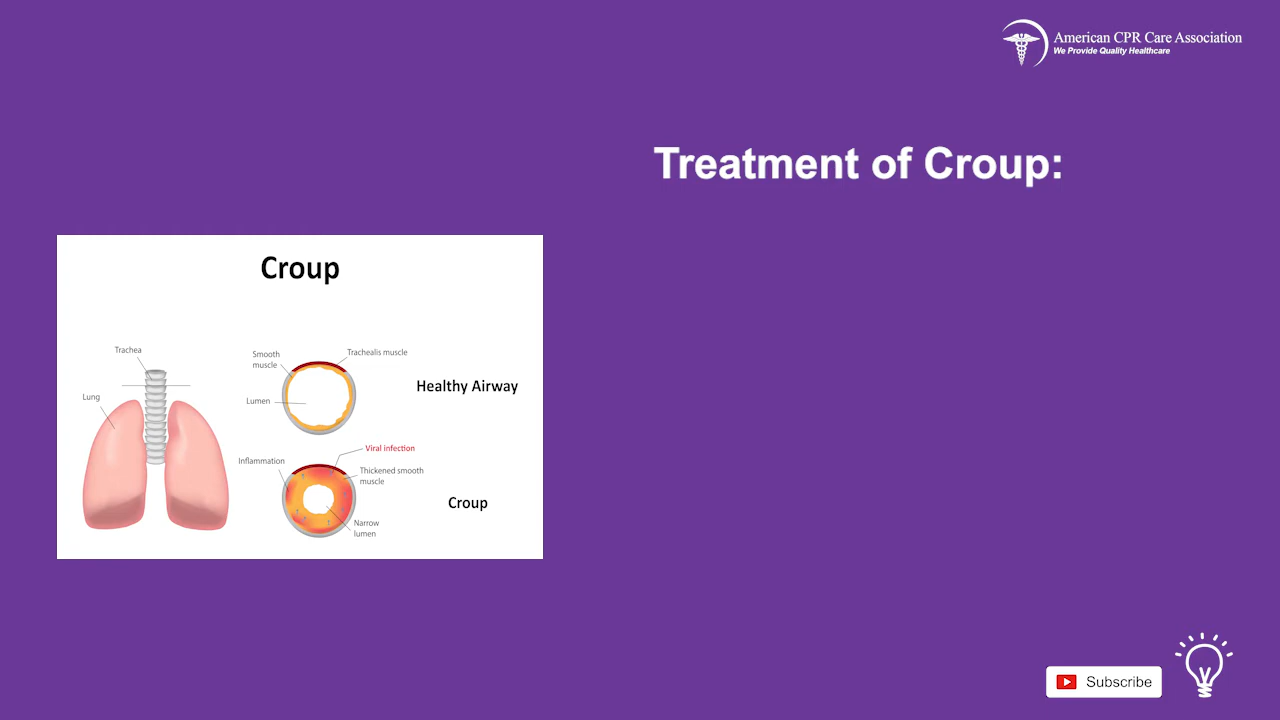 American CPR Care Association
We Provide Quality Healthcare
Treatment of Croup:
Croup
Trachea
Lung
Smooth
muscle
Trachealis muscle
Lumen
Healthy Airway
Viral infection
Inflammation
Thickened smooth
muscle
Croup
Narrow
lumen
Subscribe